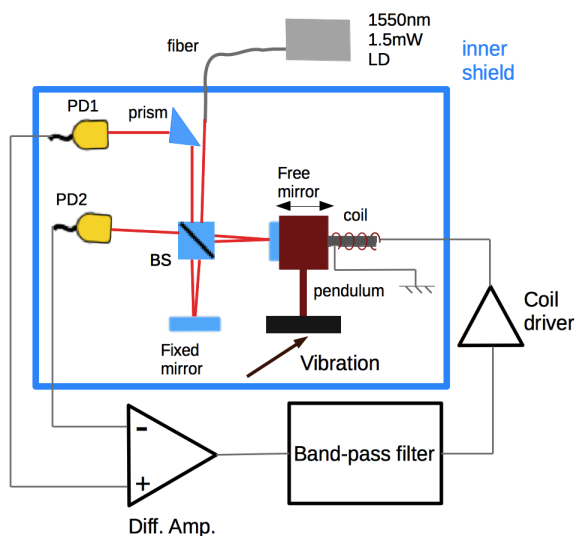 1550nm
1.5mW
LD
fiber
inner
shield
PD1
prism
PD2
Free
mirror
coil
BS
pendulum
Fixed
mirror
Vibration
Coil
driver
-
+
Band-pass filter
Diff. Amp.